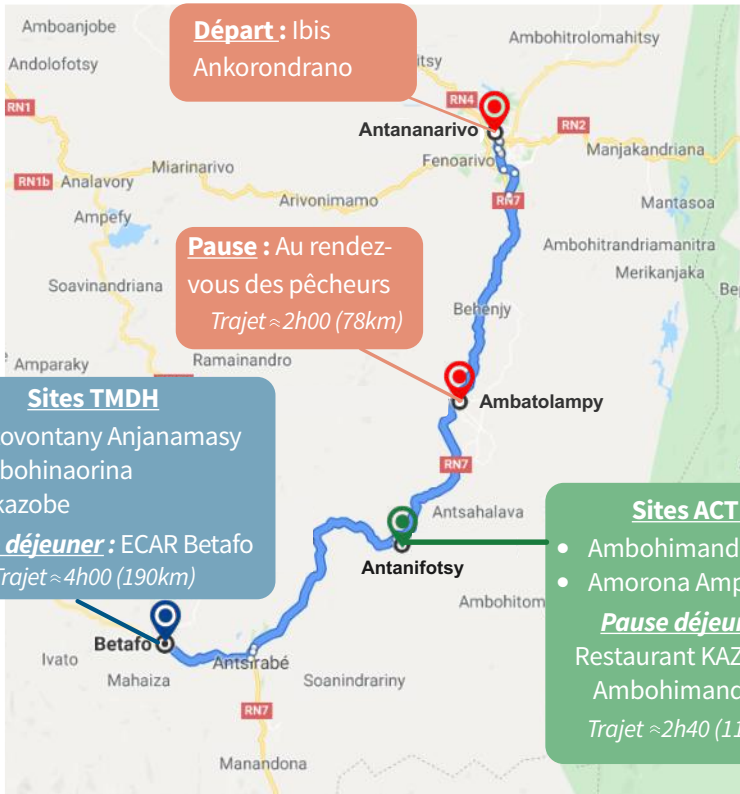 Amboanjobe
Andolofotsy
Départ : Ibis
Ankorondrano
itsy
Ambohitrolomahitsy
RN1
RN4
Antananarivo
RN2
Fenoarivo
Manjakandriana
Miarinarivo
RN1b
Analavory
Arivonimamo
RN7
Mantasoa
Ampefy
Ambohitrandriamanitra
Merikanjaka
Pause : Au rendez-
vous des pêcheurs
Trajet ≈2h00 (78km)
Soavinandriana
Behenjy
Be
Amparaky
Ramainandro
Ambatolampy
Sites TMDH
ovontany Anjanamasy
bohinaorina
kazobe
déjeuner : ECAR Betafo
Trajet ≈4h00 (190km)
RN7
Antsahalava
Antanifotsy
Sites ACT
• Ambohimand
• Amorona Amp
Pause déjeu
Restaurant KAZ
Ambohimand
Trajet ≈2h40 (11
Ambohitom
Betafo
Ivato
Mahaiza
Antsirabé
Soanindrariny
RN7
Manandona